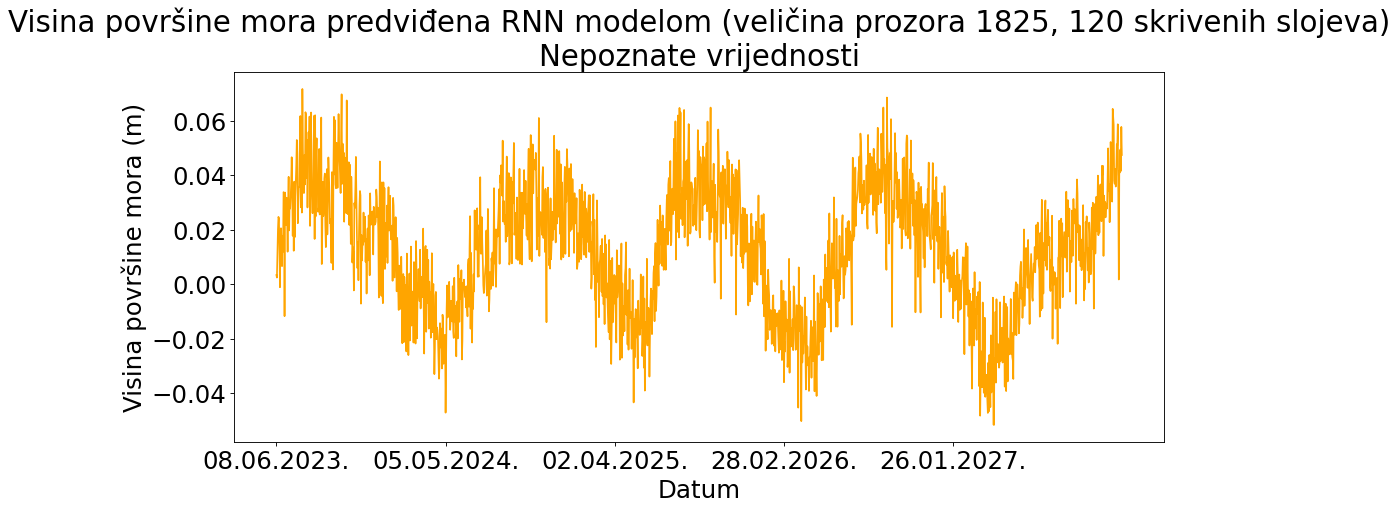 Visina površine mora predviđena RNN modelom (veličina prozora 1825, 120 skrivenih slojeva)
Nepoznate vrijednosti
Visina površine mora (m)
0.06
0.04
0.02
0.00
−0.02
−0.04
08.06.2023. 05.05.2024. 02.04.2025. 28.02.2026. 26.01.2027.
Datum